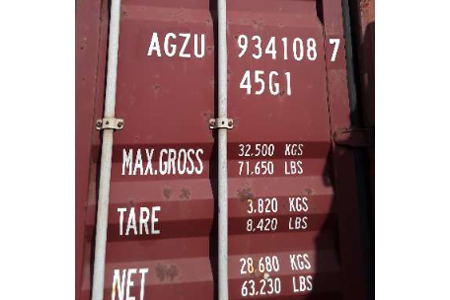 AGZU 934108 7
45G1
MAX.GROSS 32.500 KGS
71,650 LBS
TARE 3.820 KGS
8,420 LBS
NET 28.680 KGS
63,230 LBS